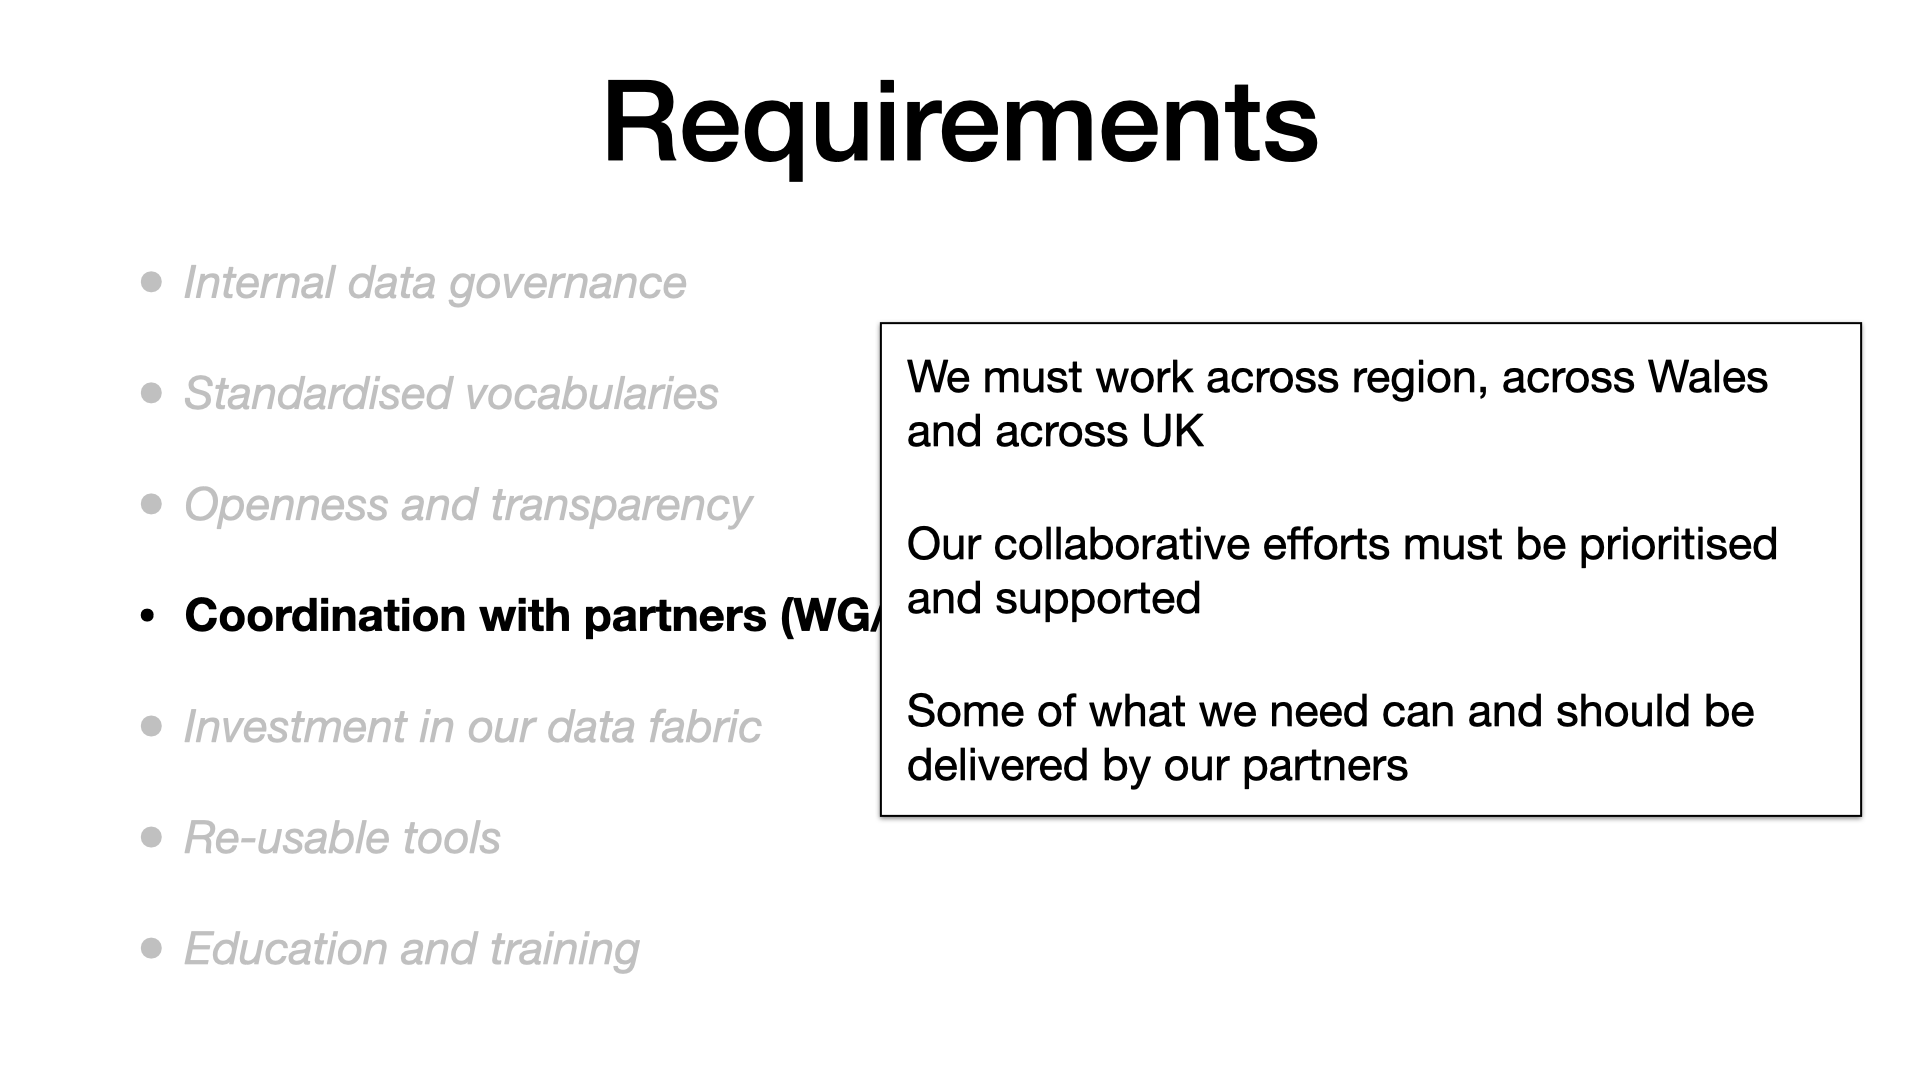 Requirements
• Internal data governance
• Standardised vocabularies
• Openness and transparency
• Coordination with partners (WG/
• Investment in our data fabric
• Re-usable tools
• Education and training
We must work across region, across Wales
and across UK
Our collaborative efforts must be prioritised
and supported
Some of what we need can and should be
delivered by our partners